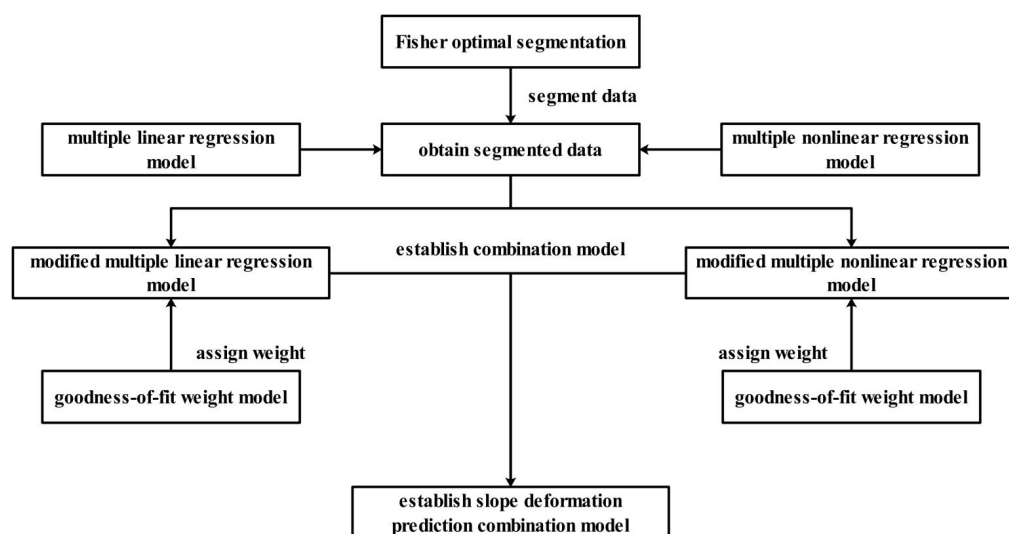 Fisher optimal segmentation
segment data
multiple linear regression
model
obtain segmented data
multiple nonlinear regression
model
establish combination model
modified multiple linear regression
model
modified multiple nonlinear regression
model
assign weight
assign weight
goodness-of-fit weight model
goodness-of-fit weight model
establish slope deformation
prediction combination model